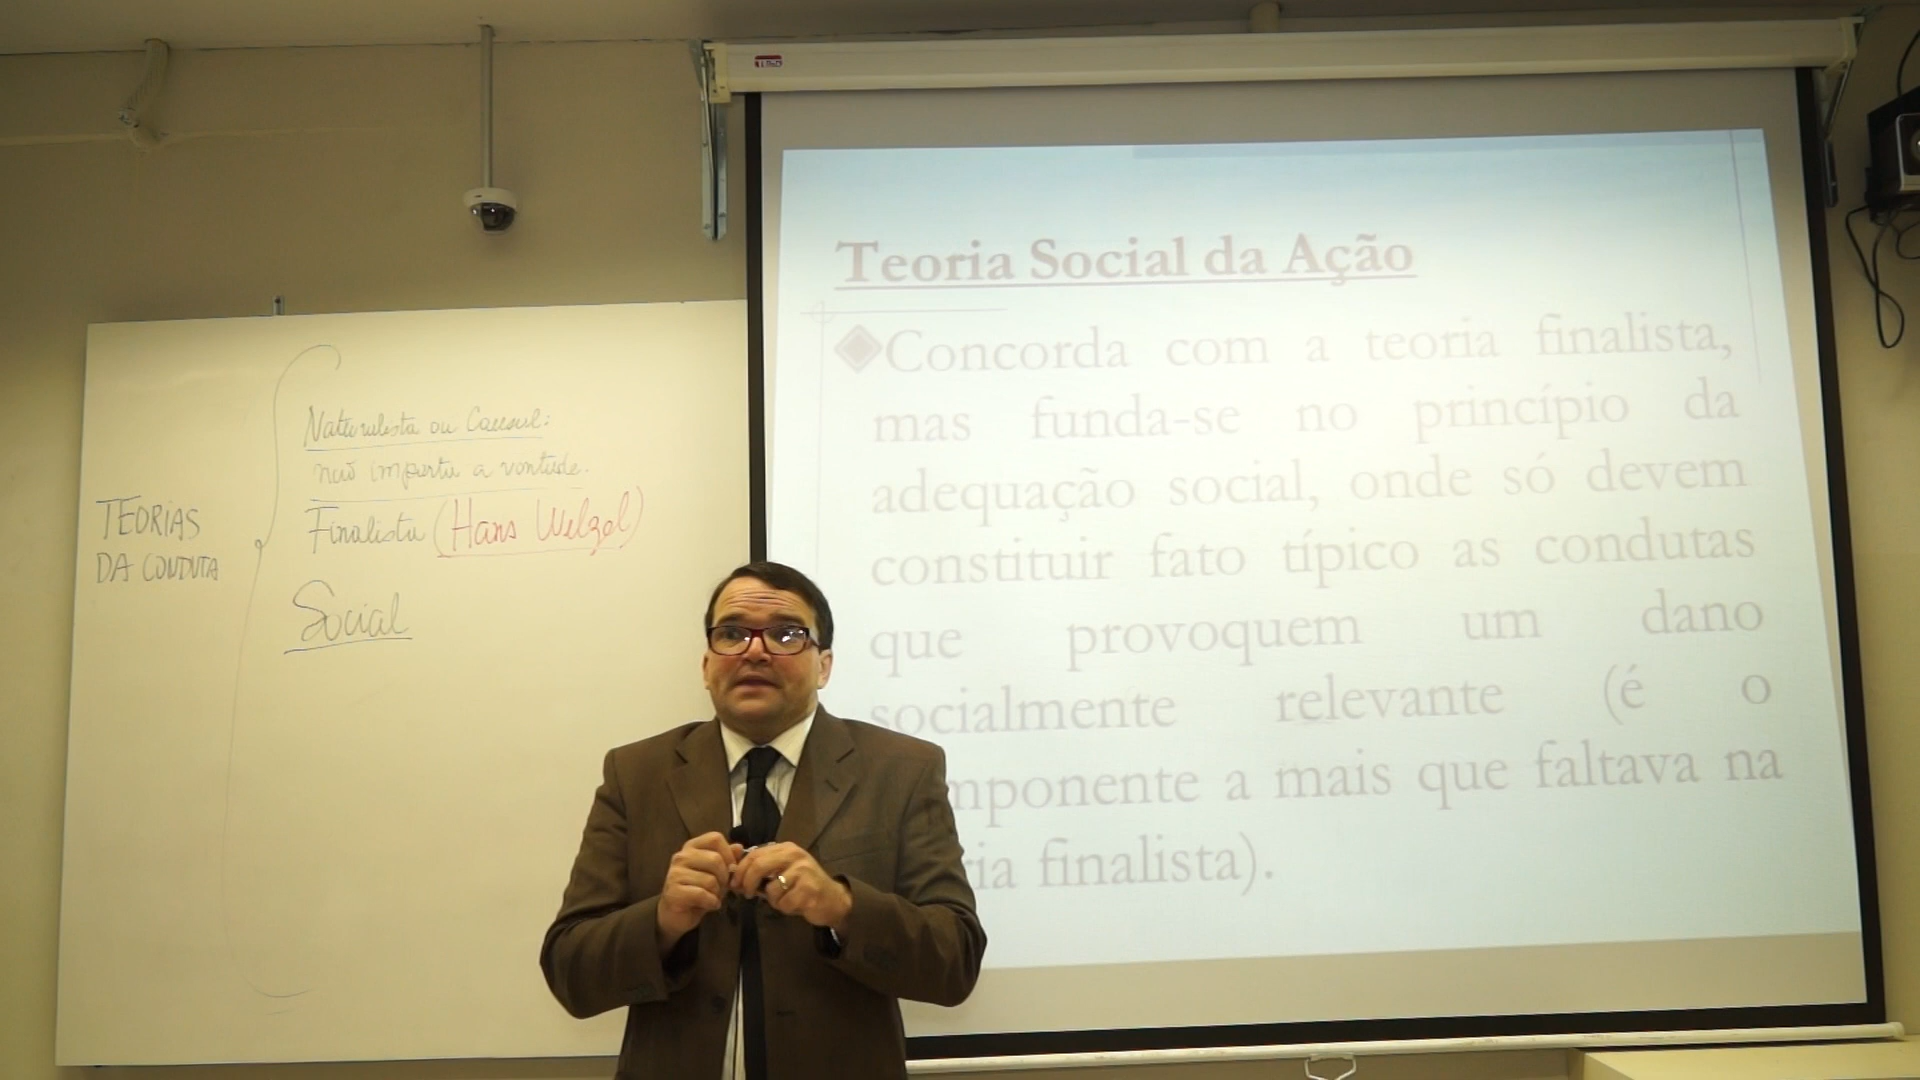 TEORIAS
DA CONDUTA
Naturalista ou Causal:
não importa a vontade.
Finalista (Hans Welzel)
Social
Teoria Social da Ação
Concorda com a teoria finalista,
mas funda-se no princípio da
adequação social, onde só devem
constituir fato típico as condutas
que provoquem um dano
socialmente relevante (é o
mponente a mais que faltava na
ria finalista).